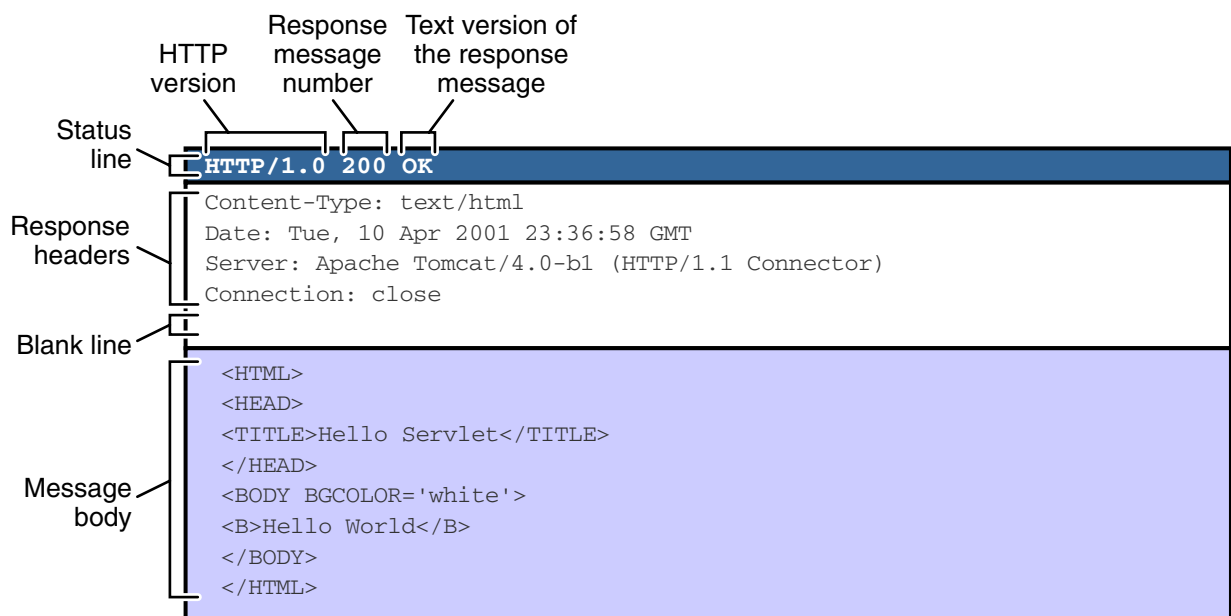 HTTP
version
Response
message
number
Text version of
the response
message
Status
line
HTTP/1.0 200 OK
Response
headers
Content-Type: text/html
Date: Tue, 10 Apr 2001 23:36:58 GMT
Server: Apache Tomcat/4.0-b1 (HTTP/1.1 Connector)
Connection: close
Blank line
Message
body
<HTML>
<HEAD>
<TITLE>Hello Servlet</TITLE>
</HEAD>
<BODY BGCOLOR='white'>
<B>Hello World</B>
</BODY>
</HTML>